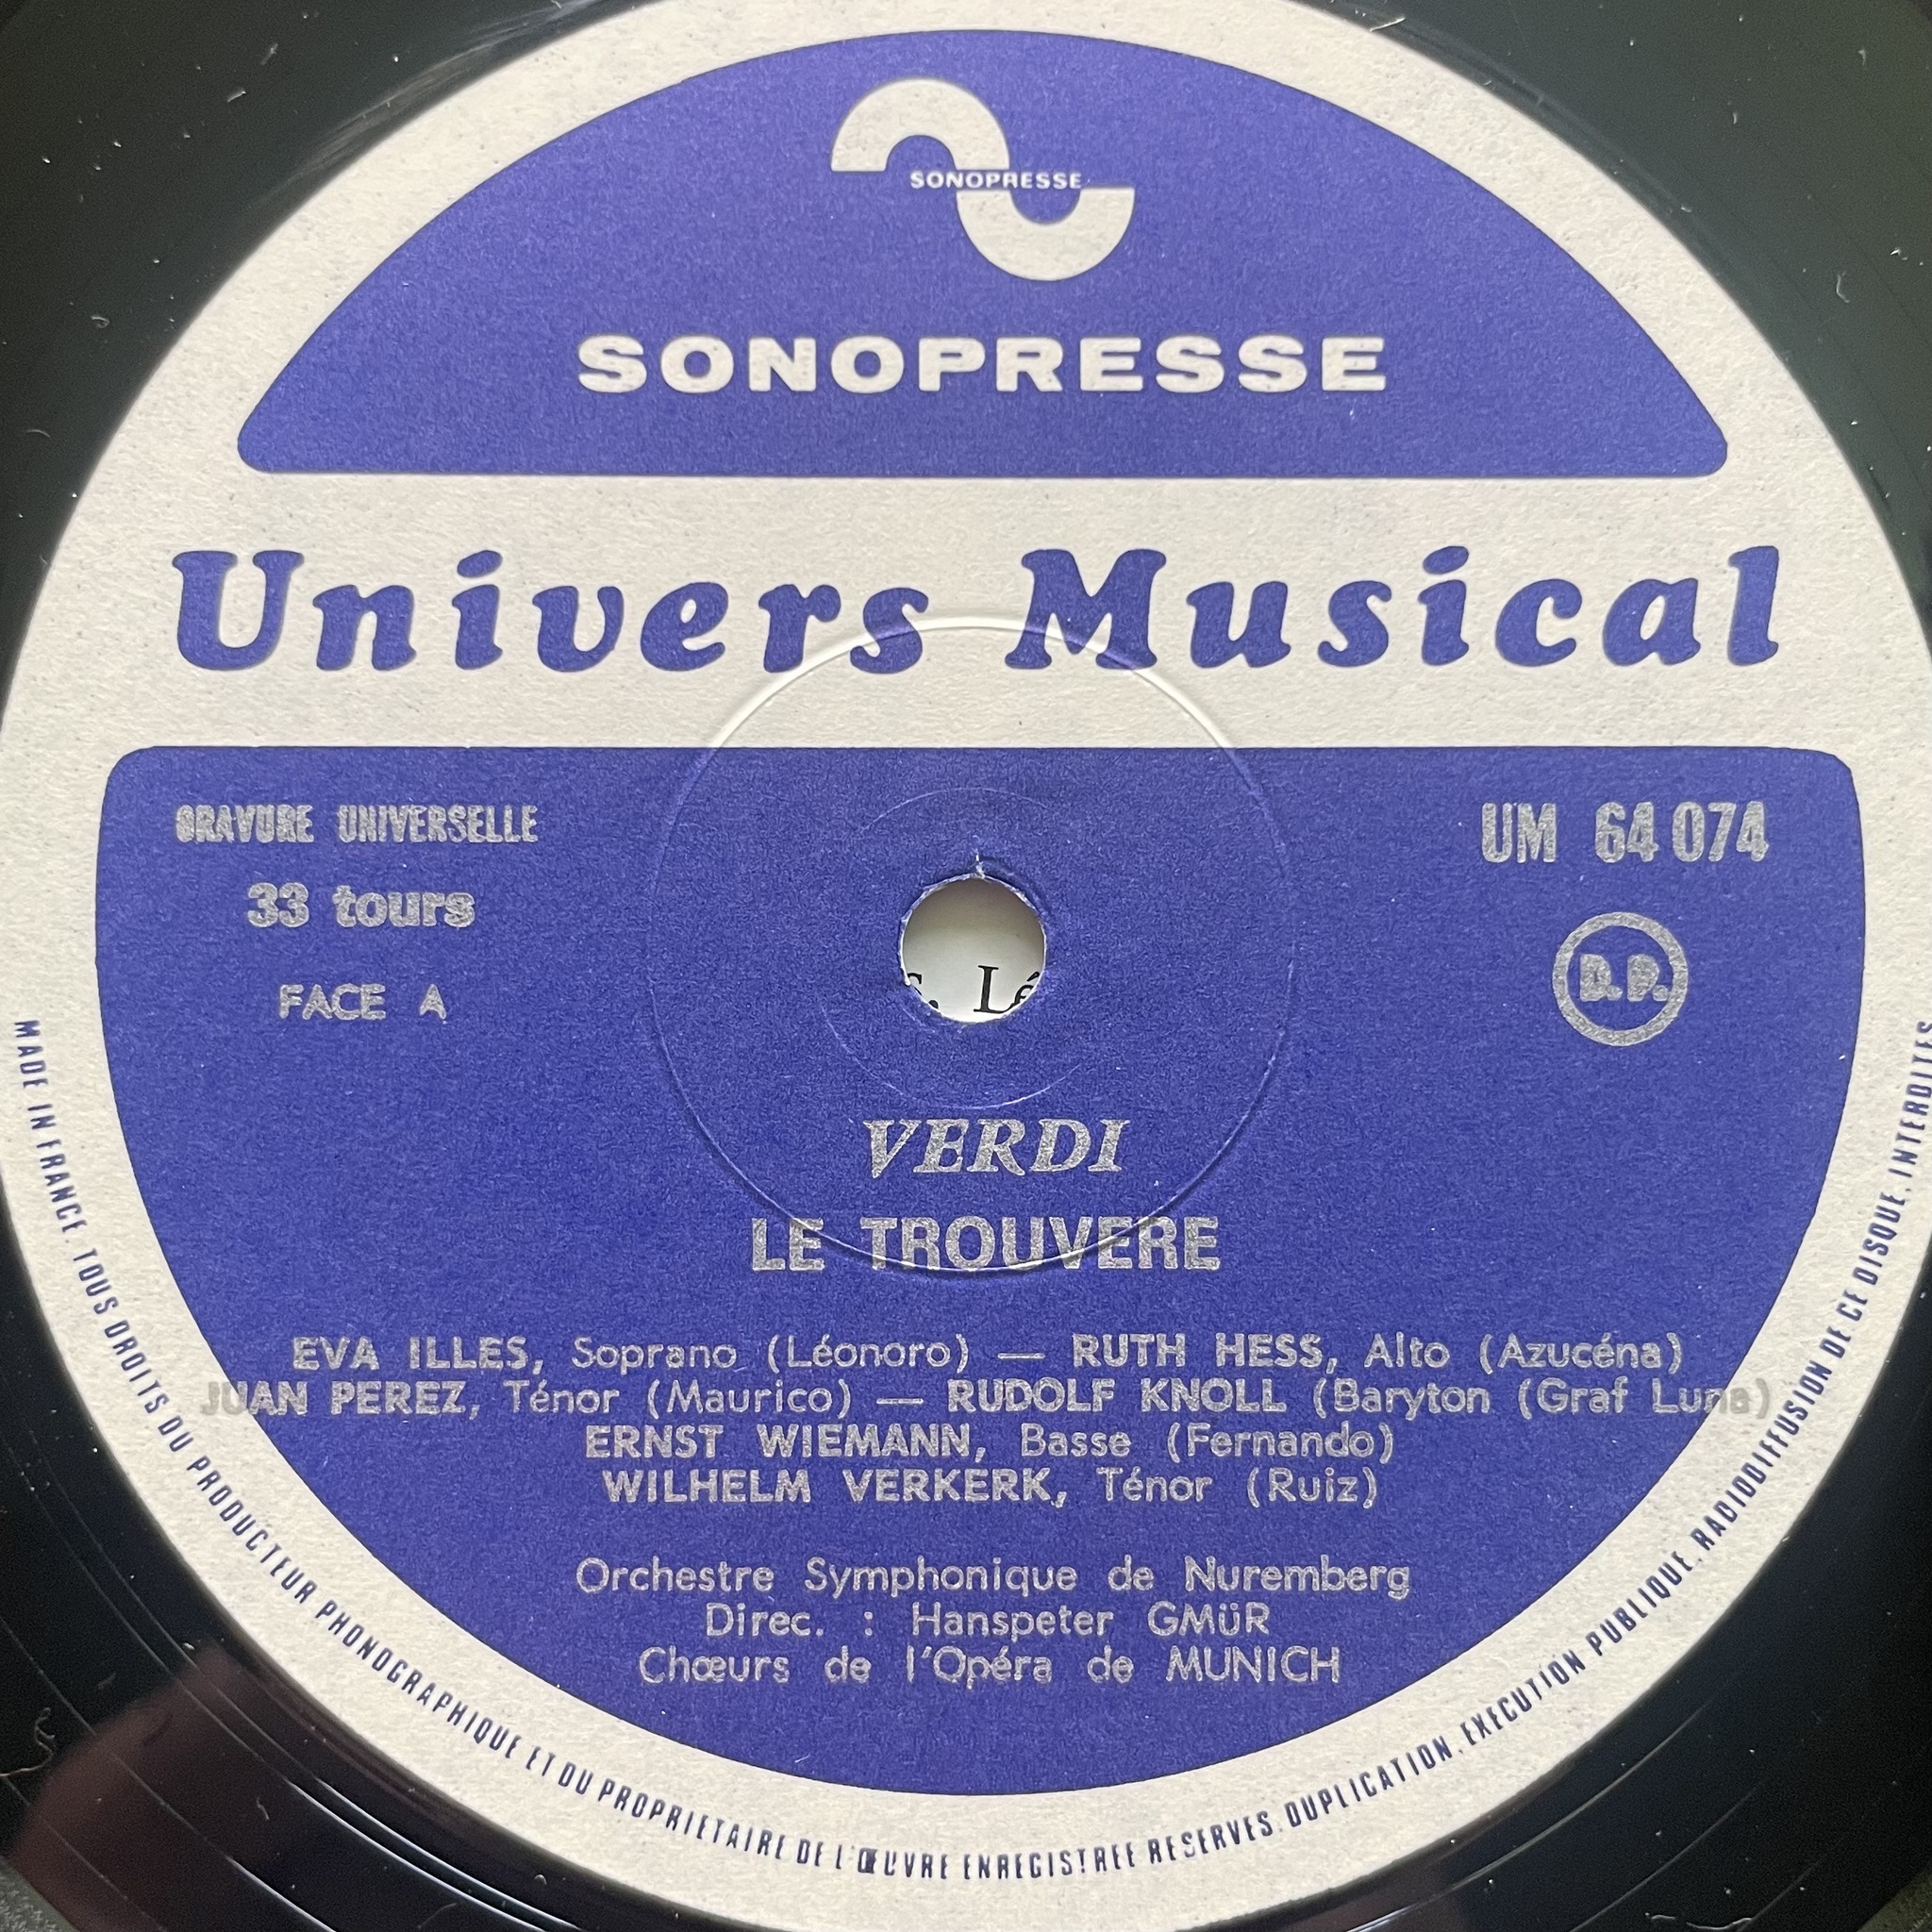 SONOPRESSE
SONOPRESSE
Univers Musical
GRAVURE UNIVERSELLE
33 tours
FACE A
UM 64 074
D.P.
s, Lé
VERDI
LE TROUVERE
EVA ILLES, Soprano (Léonoro) — RUTH HESS, Alto (Azucéna)
JUAN PEREZ, Ténor (Maurico) — RUDOLF KNOLL (Baryton (Graf Luna)
ERNST WIEMANN, Basse (Fernando)
WILHELM VERKERK, Ténor (Ruiz)
Orchestre Symphonique de Nuremberg
Direc. : Hanspeter GMüR
Chœurs de l'Opéra de MUNICH
MADE IN FRANCE. TOUS DROITS DU PRODUCTEUR PHONOGRAPHIQUE ET DU PROPRIETAIRE DE L'ŒUVRE ENREGISTREE RESERVES. DUPLICATION. EXECUTION PUBLIQUE. RADIODIFFUSION DE CE DISQUE. INTERDITES